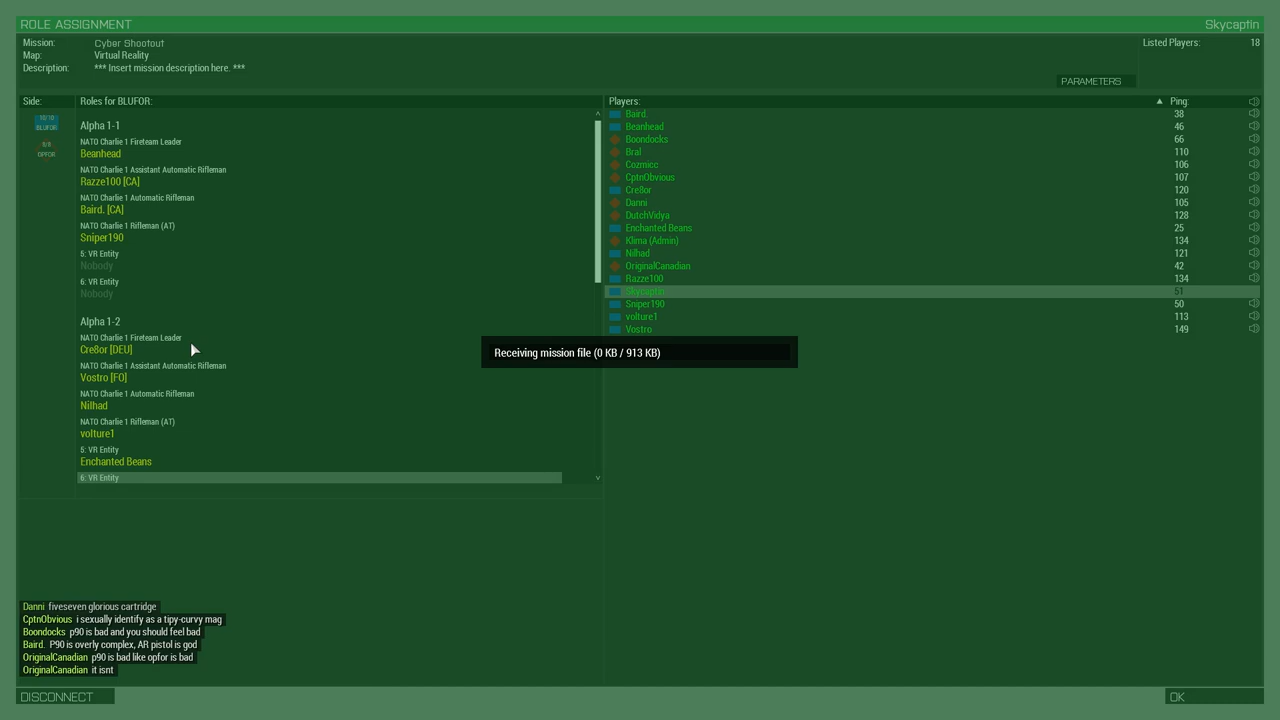 ROLE ASSIGNMENT
Skycaptin
Mission: Cyber Shootout
Map: Virtual Reality
Description: *** Insert mission description here. ***
Listed Players: 18
PARAMETERS
Side:
10/10
BLUFOR
8/8
OPFOR
Roles for BLUFOR:
Alpha 1-1
NATO Charlie 1 Fireteam Leader
Beanhead
NATO Charlie 1 Assistant Automatic Rifleman
Razze100 [CA]
NATO Charlie 1 Automatic Rifleman
Baird. [CA]
NATO Charlie 1 Rifleman (AT)
Sniper190
5: VR Entity
Nobody
6: VR Entity
Nobody
Alpha 1-2
NATO Charlie 1 Fireteam Leader
Cre8or [DEU]
NATO Charlie 1 Assistant Automatic Rifleman
Vostro [FO]
NATO Charlie 1 Automatic Rifleman
Nilhad
NATO Charlie 1 Rifleman (AT)
volture1
5: VR Entity
Enchanted Beans
6: VR Entity
Players: Ping:
Baird. 38
Beanhead 46
Boondocks 66
Bral 110
Cozmicc 106
CptnObvious 107
Cre8or 120
Danni 105
DutchVidya 128
Enchanted Beans 25
Klima (Admin) 134
Nilhad 121
OriginalCanadian 42
Razze100 134
Skycaptin 51
Sniper190 50
volture1 113
Vostro 149
Receiving mission file (0 KB / 913 KB)
Danni fiveseven glorious cartridge
CptnObvious i sexually identify as a tipy-curvy mag
Boondocks p90 is bad and you should feel bad
Baird. P90 is overly complex, AR pistol is god
OriginalCanadian p90 is bad like opfor is bad
OriginalCanadian it isnt
DISCONNECT
OK